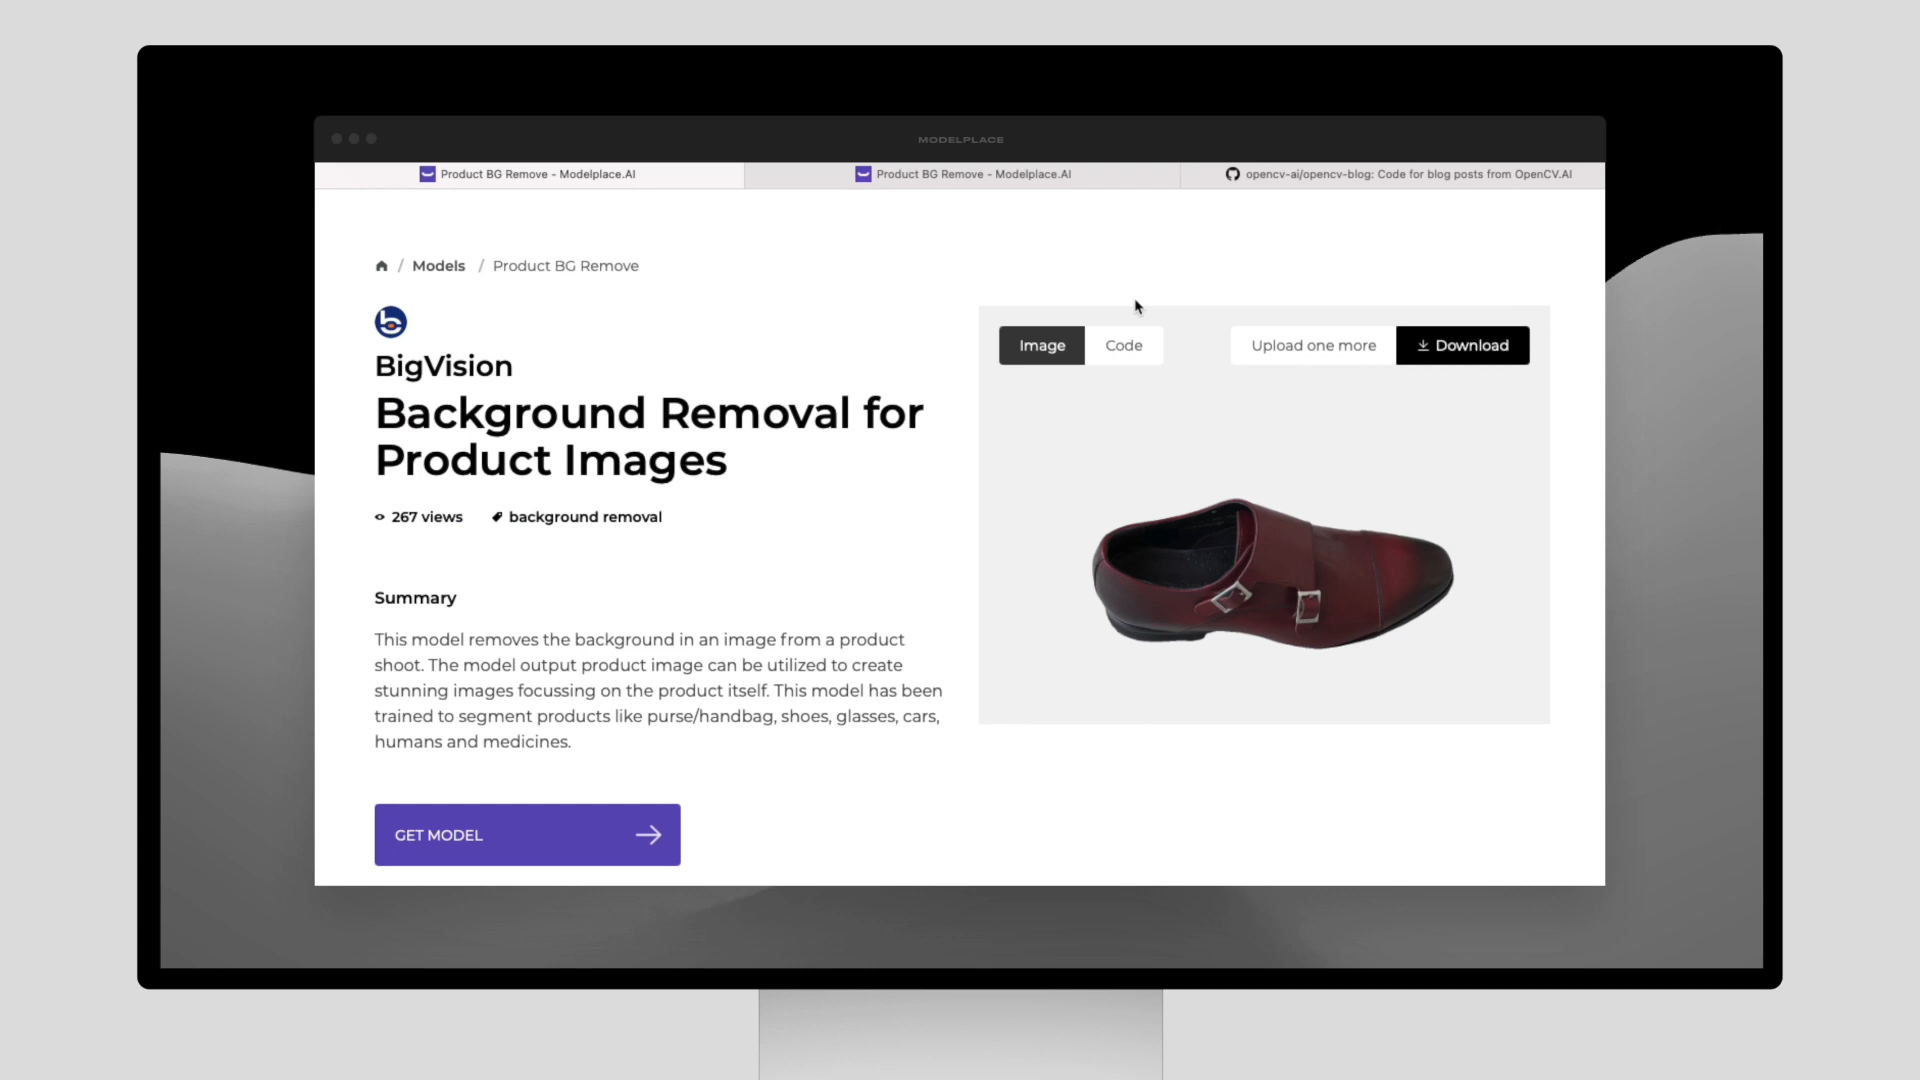 MODELPLACE
Product BG Remove - Modelplace.AI
Product BG Remove - Modelplace.AI
opencv-ai/opencv-blog: Code for blog posts from OpenCV.AI
/ Models / Product BG Remove
BigVision
Background Removal for
Product Images
267 views background removal
Summary
This model removes the background in an image from a product
shoot. The model output product image can be utilized to create
stunning images focussing on the product itself. This model has been
trained to segment products like purse/handbag, shoes, glasses, cars,
humans and medicines.
GET MODEL
Image Code Upload one more Download